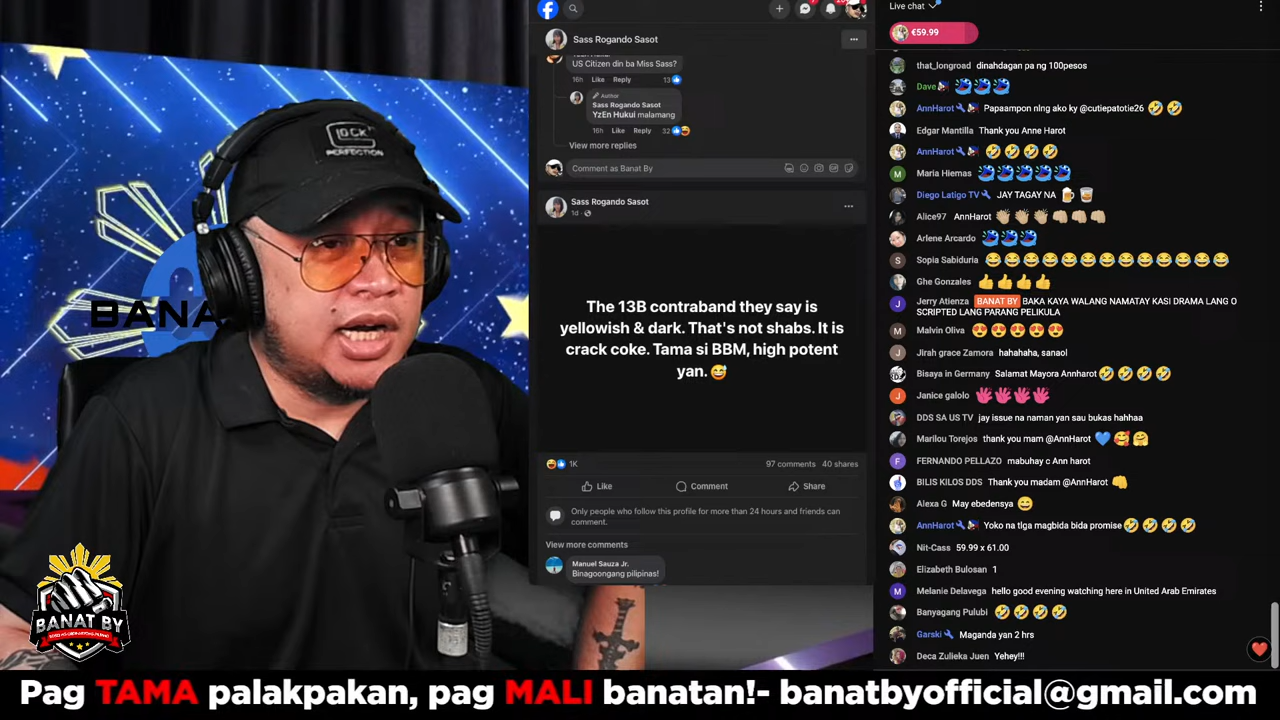 GLOCK
PERFECTION
BANA
BANAT BY
Sass Rogando Sasot
US Citizen din ba Miss Sass?
16h Like Reply 13
Author
Sass Rogando Sasot
YzEn Hukui malamang
16h Like Reply 32
View more replies
Comment as Banat By
Sass Rogando Sasot
1d
The 13B contraband they say is
yellowish & dark. That's not shabs. It is
crack coke. Tama si BBM, high potent
yan. 😅
1K
97 comments 40 shares
Like Comment Share
Only people who follow this profile for more than 24 hours and friends can
comment.
View more comments
Manuel Sauza Jr.
Binagoongang pilipinas!
Live chat
€59.99
that_longroad dinahdagan pa ng 100pesos
Dave
AnnHarot Papaampon nlng ako ky @cutiepatotie26 🤣 🤣
Edgar Mantilla Thank you Anne Harot
AnnHarot 🤣 🤣 🤣 🤣
Maria Hiemas
Diego Latigo TV JAY TAGAY NA 🍺 🥃
Alice97 AnnHarot 👏🏼 👏🏼 👏🏼 👊🏼 👊🏼 👊🏼
Arlene Arcardo
Sopia Sabiduria 😂 😂 😂 😂 😂 😂 😂 😂 😂 😂 😂 😂 😂
Ghe Gonzales 👍 👍 👍 👍
Jerry Atienza BANAT BY BAKA KAYA WALANG NAMATAY KASI DRAMA LANG O
SCRIPTED LANG PARANG PELIKULA
Malvin Oliva 😍 😍 😍 😍 😍
Jirah grace Zamora hahahaha, sanaol
Bisaya in Germany Salamat Mayora Annharot 🤣 🤣 🤣 🤣
Janice galolo
DDS SA US TV jay issue na naman yan sau bukas hahhaa
Marilou Torejos thank you mam @AnnHarot 💙 🥰 🤗
FERNANDO PELLAZO mabuhay c Ann harot
BILIS KILOS DDS Thank you madam @AnnHarot 👊
Alexa G May ebedensya 😄
AnnHarot Yoko na tlga magbida bida promise 🤣 🤣 🤣 🤣
Nit-Cass 59.99 x 61.00
Elizabeth Bulosan 1
Melanie Delavega hello good evening watching here in United Arab Emirates
Banyagang Pulubi 🤣 🤣 🤣 🤣
Garski Maganda yan 2 hrs
Deca Zulieka Juen Yehey!!!
Pag TAMA palakpakan, pag MALI banatan!- banatbyofficial@gmail.com